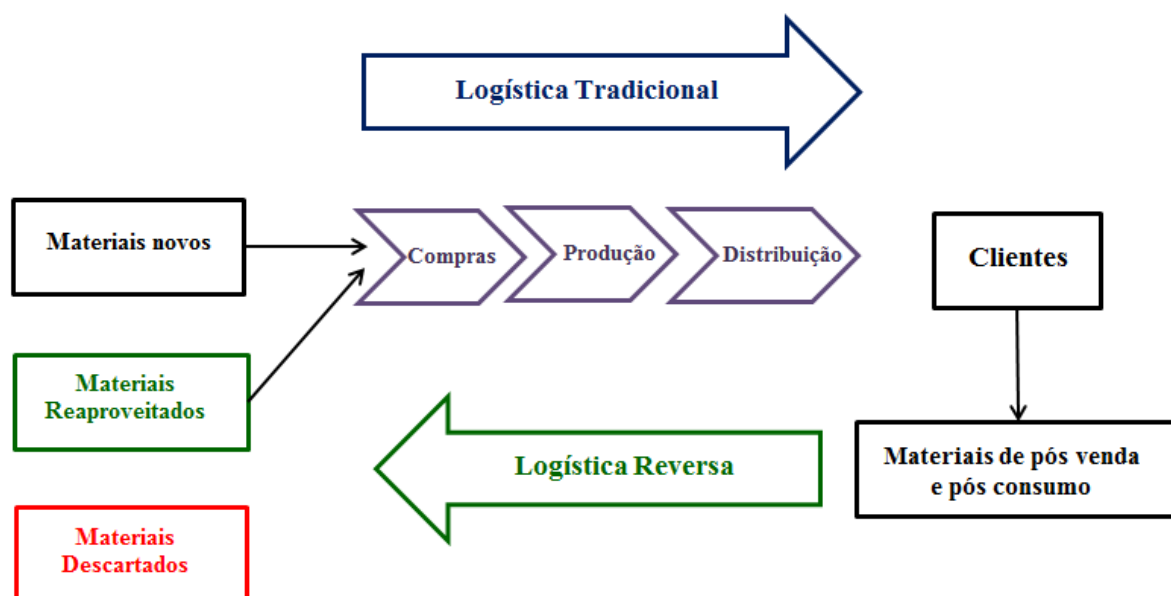 Logística Tradicional
Materiais novos
Compras
Produção
Distribuição
Clientes
Materiais
Reaproveitados
Logística Reversa
Materiais de pós venda
e pós consumo
Materiais
Descartados